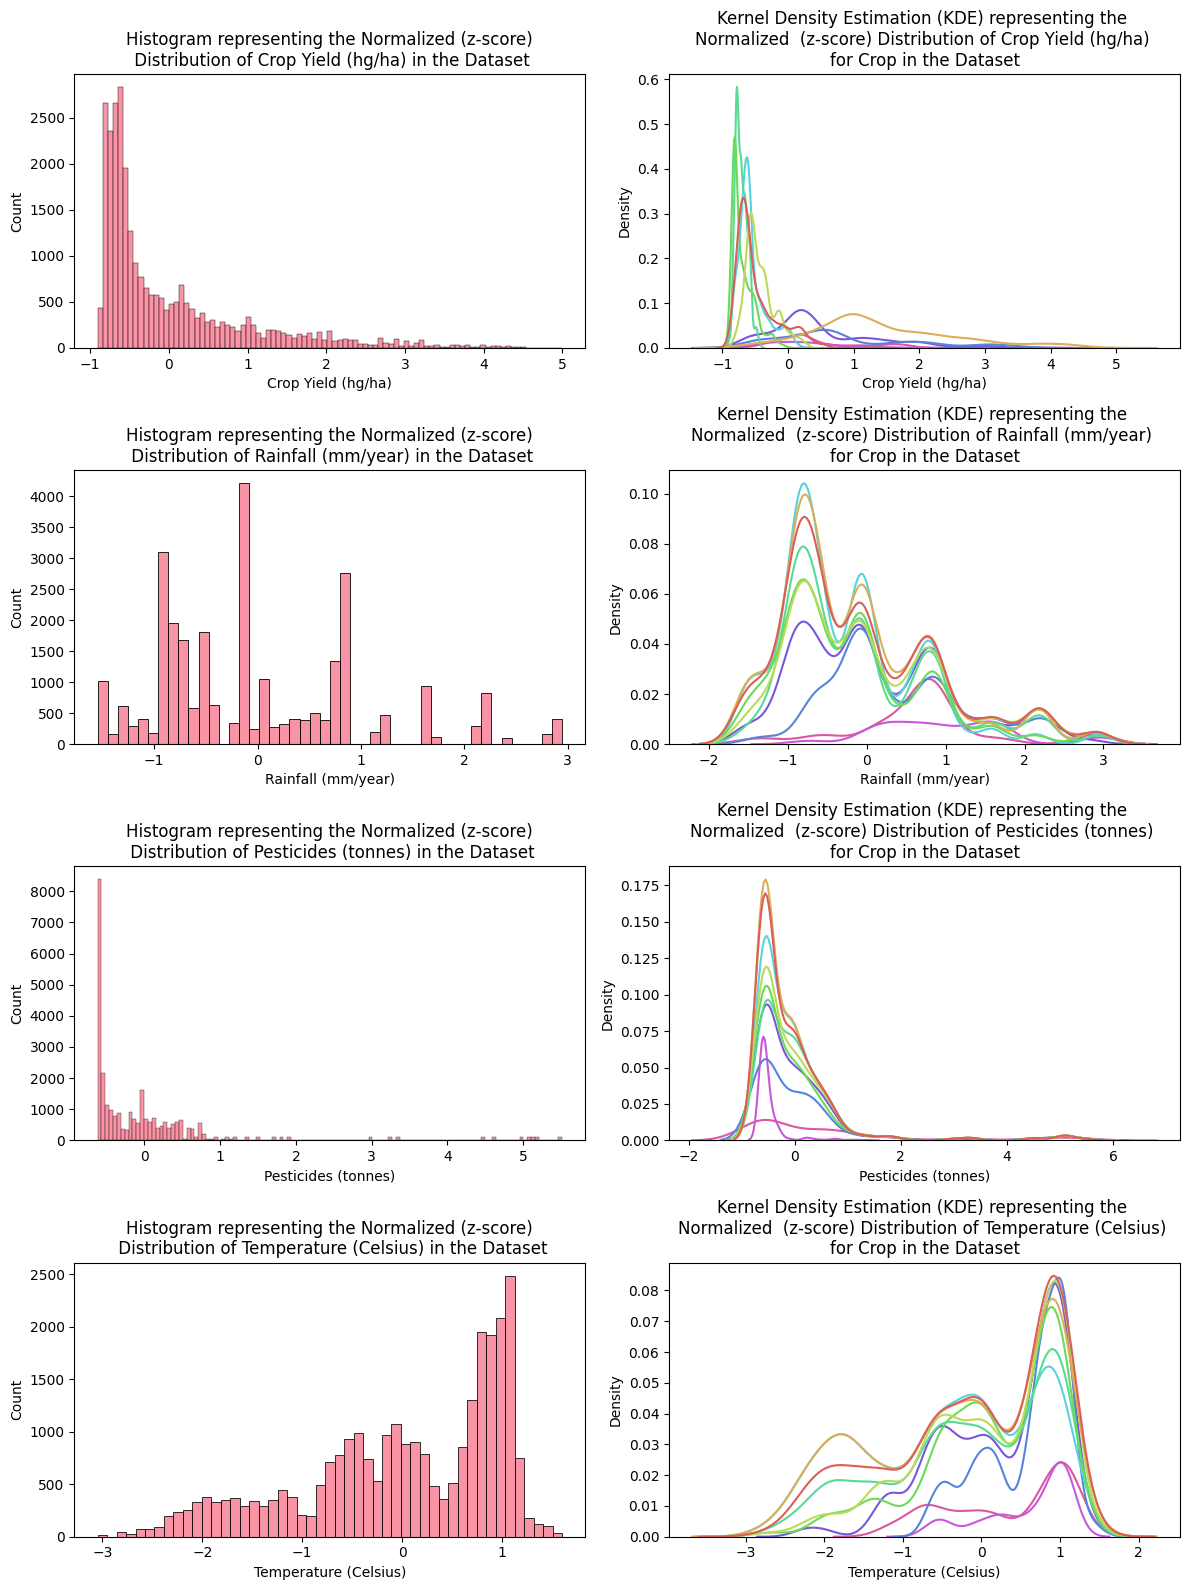 Histogram representing the Normalized (z-score)
Distribution of Crop Yield (hg/ha) in the Dataset
2500
2000
1500
1000
500
0
Count
−1 0 1 2 3 4 5
Crop Yield (hg/ha)
Kernel Density Estimation (KDE) representing the
Normalized (z-score) Distribution of Crop Yield (hg/ha)
for Crop in the Dataset
0.6
0.5
0.4
0.3
0.2
0.1
0.0
Density
−1 0 1 2 3 4 5
Crop Yield (hg/ha)
Histogram representing the Normalized (z-score)
Distribution of Rainfall (mm/year) in the Dataset
4000
3500
3000
2500
2000
1500
1000
500
0
Count
−1 0 1 2 3
Rainfall (mm/year)
Kernel Density Estimation (KDE) representing the
Normalized (z-score) Distribution of Rainfall (mm/year)
for Crop in the Dataset
0.10
0.08
0.06
0.04
0.02
0.00
Density
−2 −1 0 1 2 3
Rainfall (mm/year)
Histogram representing the Normalized (z-score)
Distribution of Pesticides (tonnes) in the Dataset
8000
7000
6000
5000
4000
3000
2000
1000
0
Count
0 1 2 3 4 5
Pesticides (tonnes)
Kernel Density Estimation (KDE) representing the
Normalized (z-score) Distribution of Pesticides (tonnes)
for Crop in the Dataset
0.175
0.150
0.125
0.100
0.075
0.050
0.025
0.000
Density
−2 0 2 4 6
Pesticides (tonnes)
Histogram representing the Normalized (z-score)
Distribution of Temperature (Celsius) in the Dataset
2500
2000
1500
1000
500
0
Count
−3 −2 −1 0 1
Temperature (Celsius)
Kernel Density Estimation (KDE) representing the
Normalized (z-score) Distribution of Temperature (Celsius)
for Crop in the Dataset
0.08
0.07
0.06
0.05
0.04
0.03
0.02
0.01
0.00
Density
−3 −2 −1 0 1 2
Temperature (Celsius)